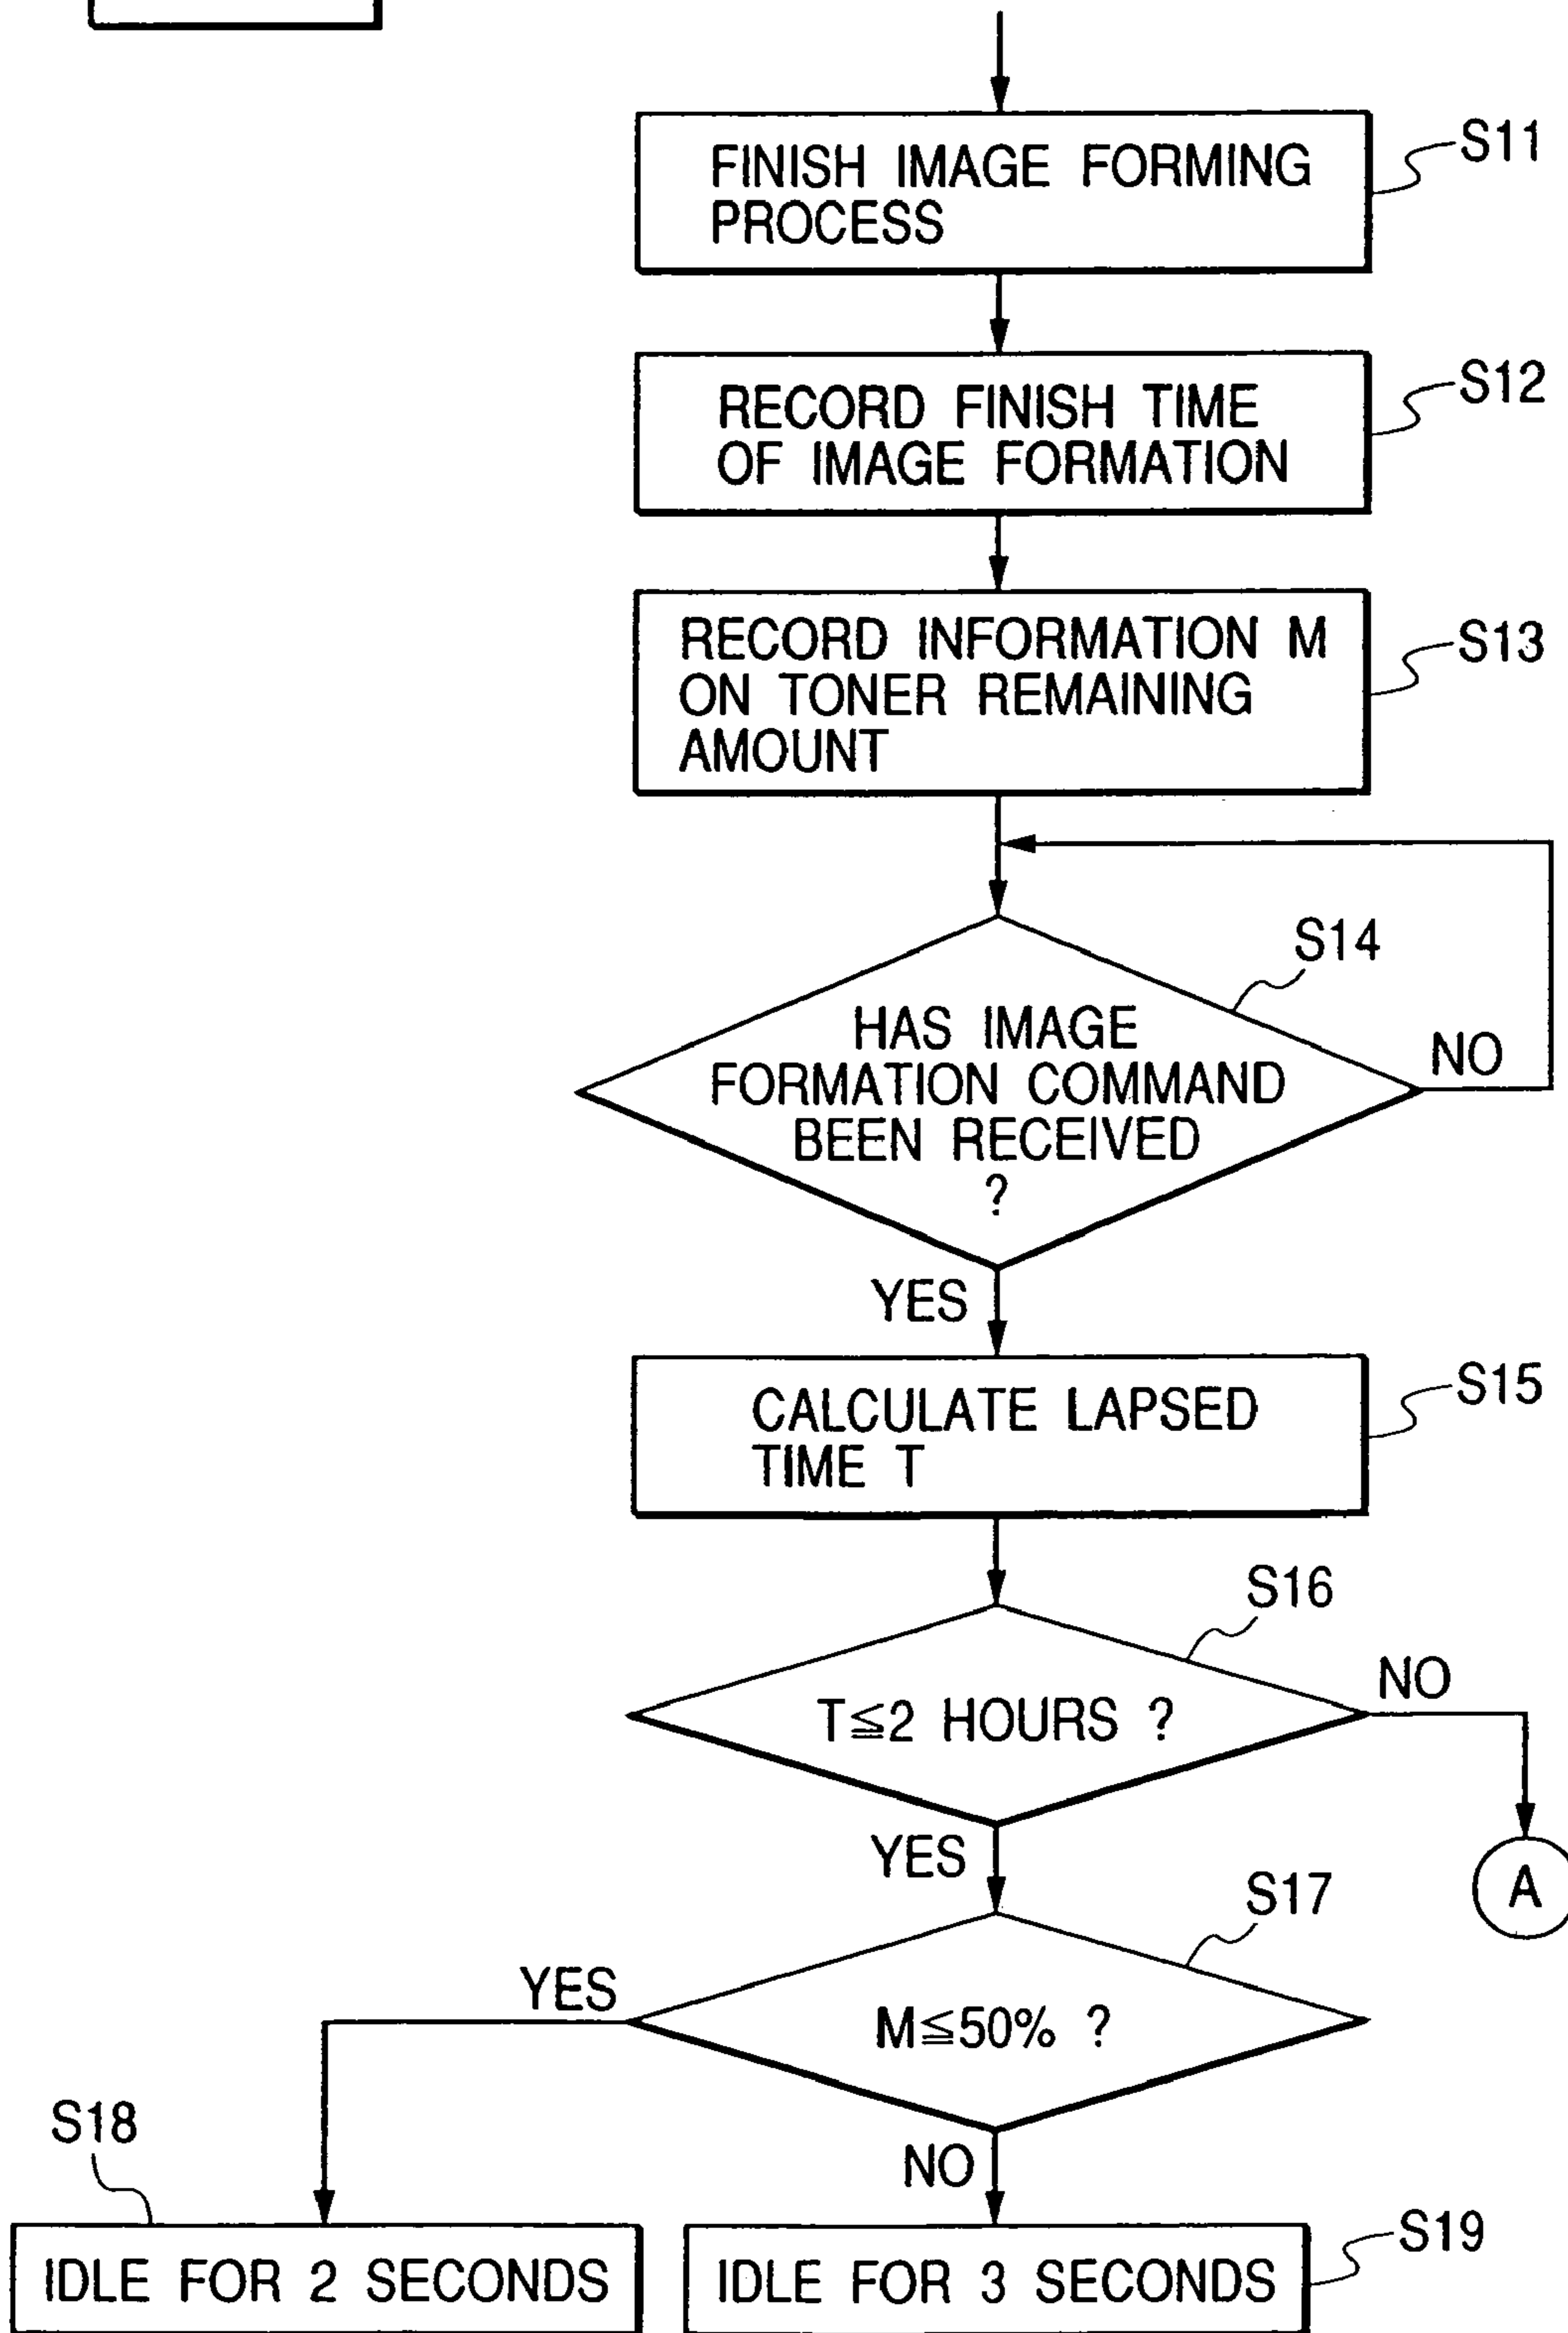 FINISH IMAGE FORMING
PROCESS
S11
RECORD FINISH TIME
OF IMAGE FORMATION
S12
RECORD INFORMATION M
ON TONER REMAINING
AMOUNT
S13
S14
HAS IMAGE
FORMATION COMMAND
BEEN RECEIVED
?
NO
YES
CALCULATE LAPSED
TIME T
S15
S16
T≦2 HOURS ?
NO
YES
A
S17
M≦50% ?
YES
NO
S18
IDLE FOR 2 SECONDS
IDLE FOR 3 SECONDS
S19